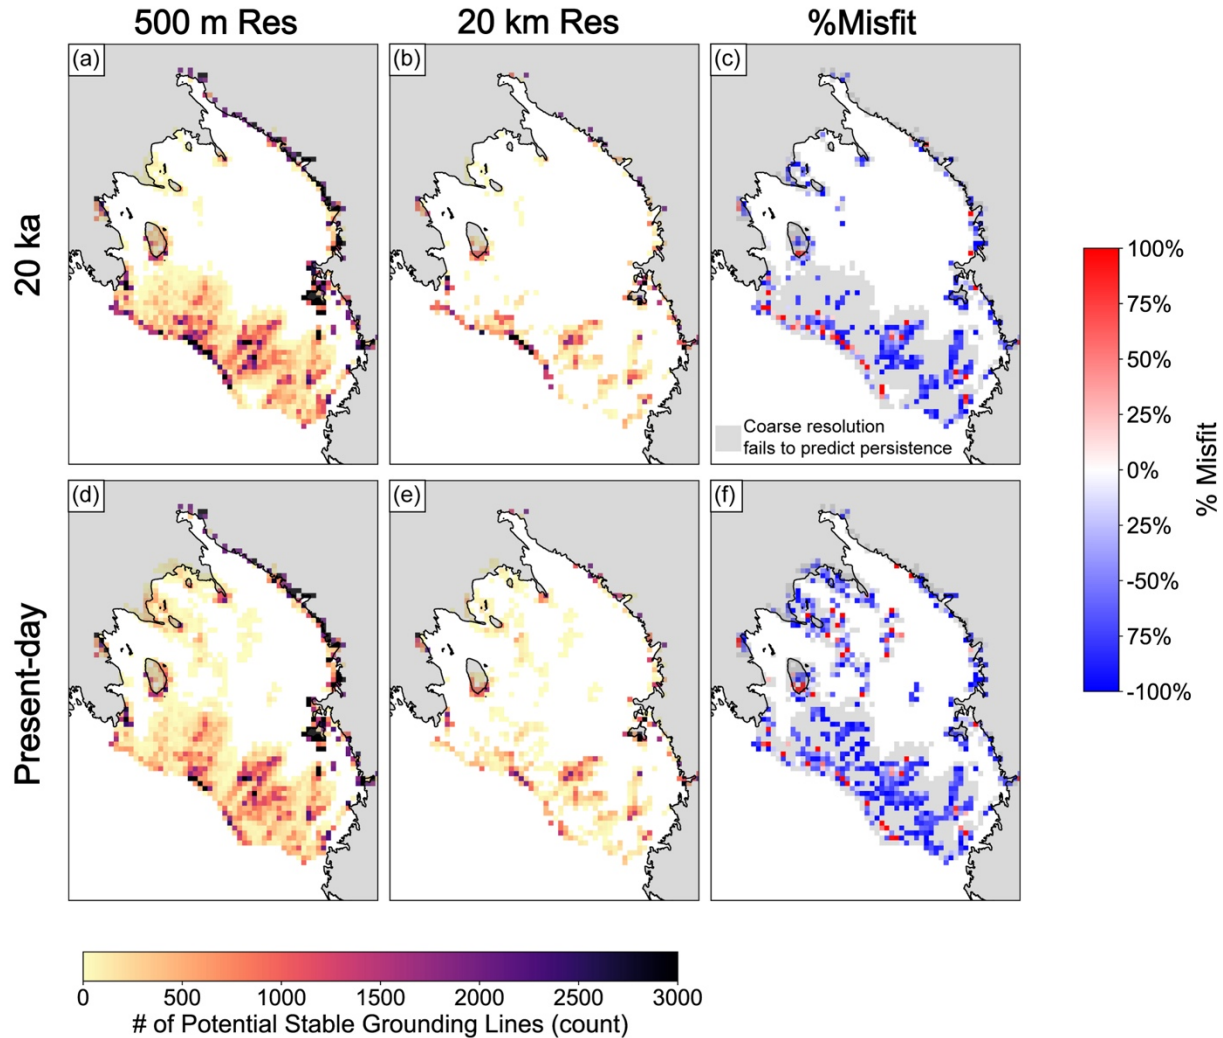 500 m Res
20 km Res
%Misfit
20 ka
(a)
(b)
(c)
Coarse resolution
fails to predict persistence
100%
75%
50%
25%
0%
25%
-50%
75%
-100%
% Misfit
Present-day
(d)
(e)
(f)
0
500
1000
1500
2000
2500
3000
# of Potential Stable Grounding Lines (count)